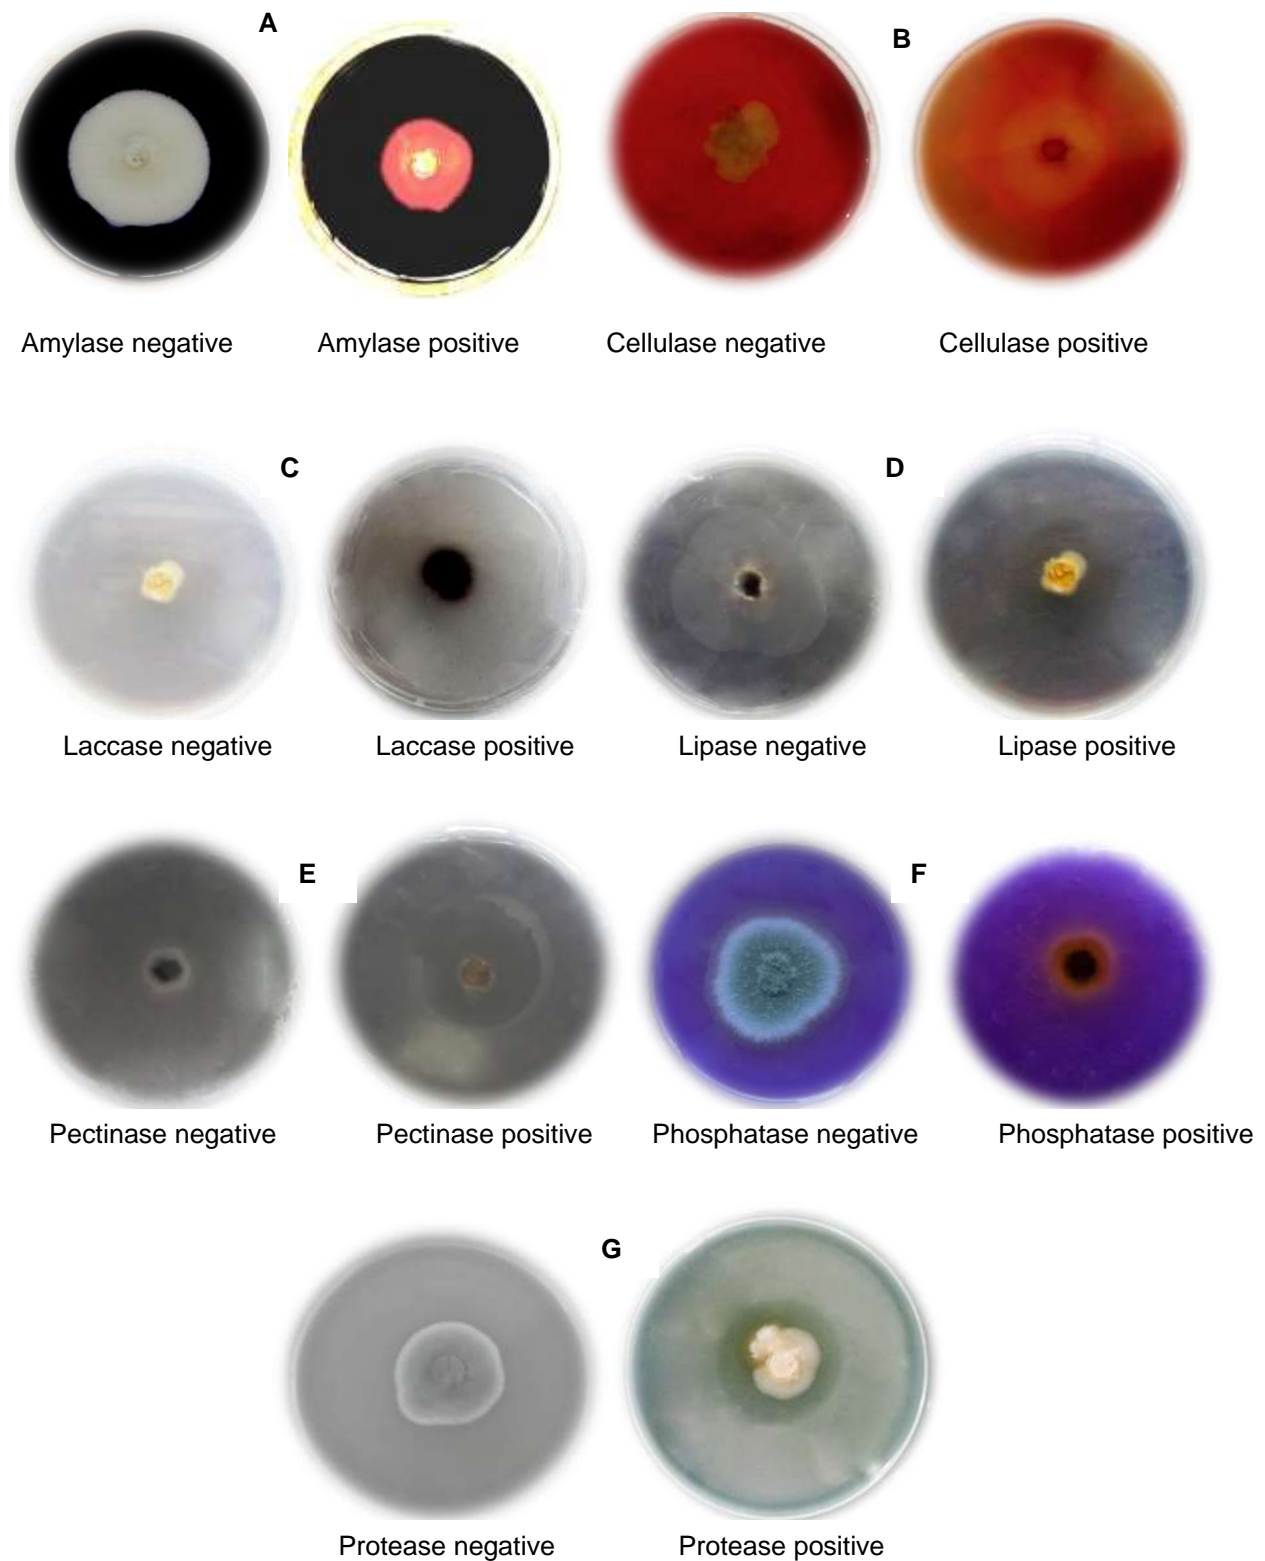 A
B
Amylase negative
Amylase positive
Cellulase negative
Cellulase positive
C
D
Laccase negative
Laccase positive
Lipase negative
Lipase positive
E
F
Pectinase negative
Pectinase positive
Phosphatase negative
Phosphatase positive
G
Protease negative
Protease positive